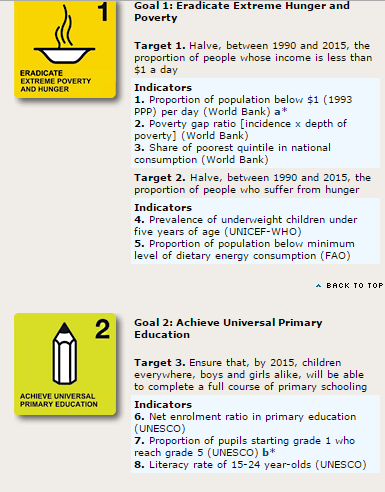 1
ERADICATE
EXTREME POVERTY
AND HUNGER
Goal 1: Eradicate Extreme Hunger and
Poverty
Target 1. Halve, between 1990 and 2015, the
proportion of people whose income is less than
$1 a day
Indicators
1. Proportion of population below $1 (1993
PPP) per day (World Bank) a*
2. Poverty gap ratio [incidence x depth of
poverty] (World Bank)
3. Share of poorest quintile in national
consumption (World Bank)
Target 2. Halve, between 1990 and 2015, the
proportion of people who suffer from hunger
Indicators
4. Prevalence of underweight children under
five years of age (UNICEF-WHO)
5. Proportion of population below minimum
level of dietary energy consumption (FAO)
BACK TO TOP
2
ACHIEVE UNIVERSAL
PRIMARY EDUCATION
Goal 2: Achieve Universal Primary
Education
Target 3. Ensure that, by 2015, children
everywhere, boys and girls alike, will be able
to complete a full course of primary schooling
Indicators
6. Net enrolment ratio in primary education
(UNESCO)
7. Proportion of pupils starting grade 1 who
reach grade 5 (UNESCO) b*
8. Literacy rate of 15-24 year-olds (UNESCO)